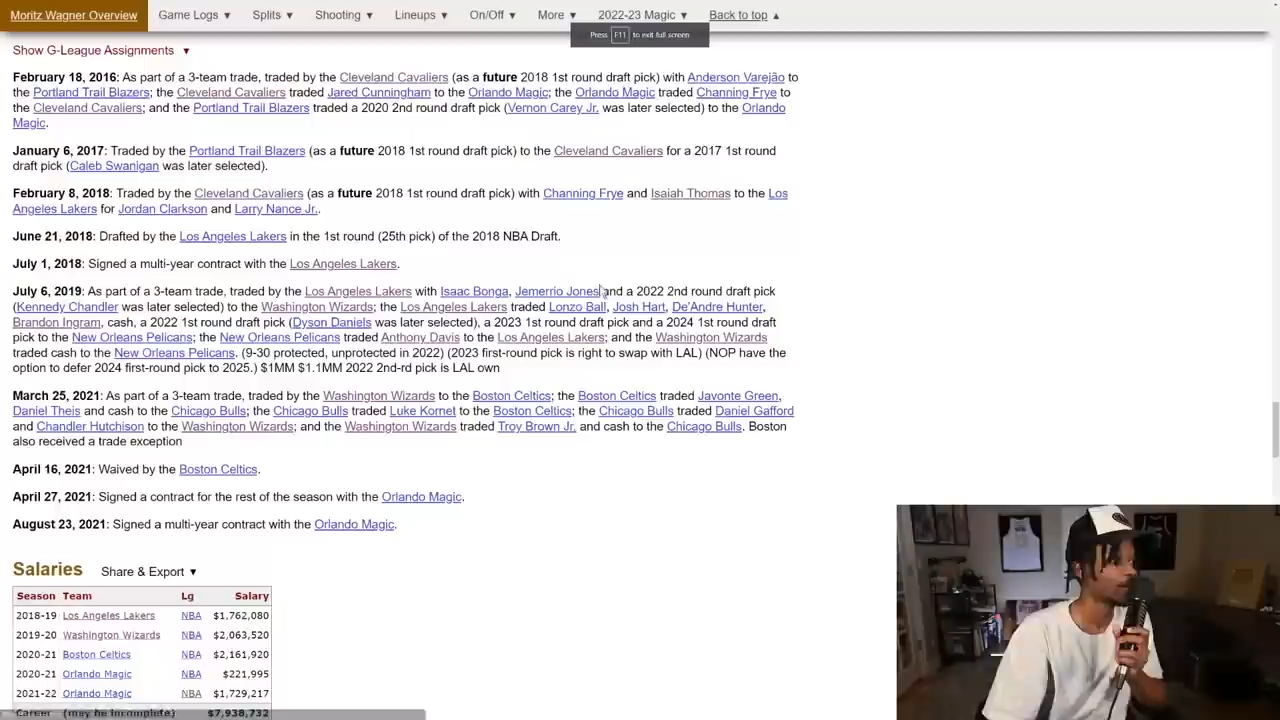 Moritz Wagner Overview Game Logs ▼ Splits ▼ Shooting ▼ Lineups ▼ On/Off ▼ More ▼ 2022-23 Magic ▼ Back to top ▲
Press F11 to exit full screen
Show G-League Assignments ▼
February 18, 2016: As part of a 3-team trade, traded by the Cleveland Cavaliers (as a future 2018 1st round draft pick) with Anderson Varejão to
the Portland Trail Blazers; the Cleveland Cavaliers traded Jared Cunningham to the Orlando Magic; the Orlando Magic traded Channing Frye to
the Cleveland Cavaliers; and the Portland Trail Blazers traded a 2020 2nd round draft pick (Vernon Carey Jr. was later selected) to the Orlando
Magic.
January 6, 2017: Traded by the Portland Trail Blazers (as a future 2018 1st round draft pick) to the Cleveland Cavaliers for a 2017 1st round
draft pick (Caleb Swanigan was later selected).
February 8, 2018: Traded by the Cleveland Cavaliers (as a future 2018 1st round draft pick) with Channing Frye and Isaiah Thomas to the Los
Angeles Lakers for Jordan Clarkson and Larry Nance Jr..
June 21, 2018: Drafted by the Los Angeles Lakers in the 1st round (25th pick) of the 2018 NBA Draft.
July 1, 2018: Signed a multi-year contract with the Los Angeles Lakers.
July 6, 2019: As part of a 3-team trade, traded by the Los Angeles Lakers with Isaac Bonga, Jemerrio Jones and a 2022 2nd round draft pick
(Kennedy Chandler was later selected) to the Washington Wizards; the Los Angeles Lakers traded Lonzo Ball, Josh Hart, De'Andre Hunter,
Brandon Ingram, cash, a 2022 1st round draft pick (Dyson Daniels was later selected), a 2023 1st round draft pick and a 2024 1st round draft
pick to the New Orleans Pelicans; the New Orleans Pelicans traded Anthony Davis to the Los Angeles Lakers; and the Washington Wizards
traded cash to the New Orleans Pelicans. (9-30 protected, unprotected in 2022) (2023 first-round pick is right to swap with LAL) (NOP have the
option to defer 2024 first-round pick to 2025.) $1MM $1.1MM 2022 2nd-rd pick is LAL own
March 25, 2021: As part of a 3-team trade, traded by the Washington Wizards to the Boston Celtics; the Boston Celtics traded Javonte Green,
Daniel Theis and cash to the Chicago Bulls; the Chicago Bulls traded Luke Kornet to the Boston Celtics; the Chicago Bulls traded Daniel Gafford
and Chandler Hutchison to the Washington Wizards; and the Washington Wizards traded Troy Brown Jr. and cash to the Chicago Bulls. Boston
also received a trade exception
April 16, 2021: Waived by the Boston Celtics.
April 27, 2021: Signed a contract for the rest of the season with the Orlando Magic.
August 23, 2021: Signed a multi-year contract with the Orlando Magic.
Salaries Share & Export ▼
Season Team Lg Salary
2018-19 Los Angeles Lakers NBA $1,762,080
2019-20 Washington Wizards NBA $2,063,520
2020-21 Boston Celtics NBA $2,161,920
2020-21 Orlando Magic NBA $221,995
2021-22 Orlando Magic NBA $1,729,217
Career (may be incomplete) $7,938,732